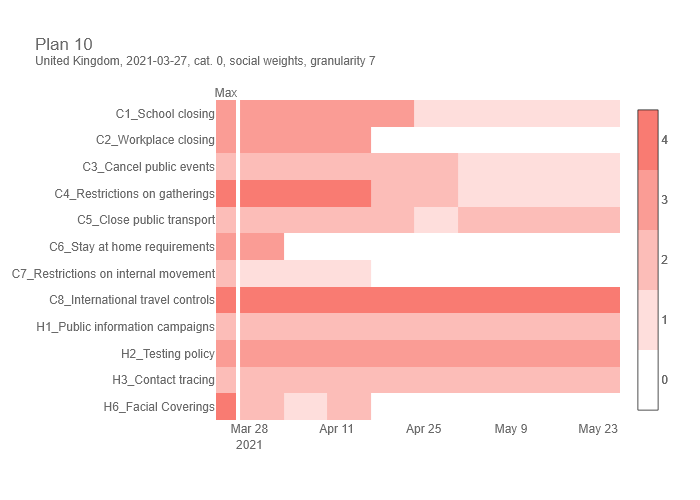 Plan 10
United Kingdom, 2021-03-27, cat. 0, social weights, granularity 7
Max
C1_School closing
C2_Workplace closing
C3_Cancel public events
C4_Restrictions on gatherings
C5_Close public transport
C6_Stay at home requirements
C7_Restrictions on internal movement
C8_International travel controls
H1_Public information campaigns
H2_Testing policy
H3_Contact tracing
H6_Facial Coverings
Mar 28 Apr 11 Apr 25 May 9 May 23
2021
4
3
2
1
0